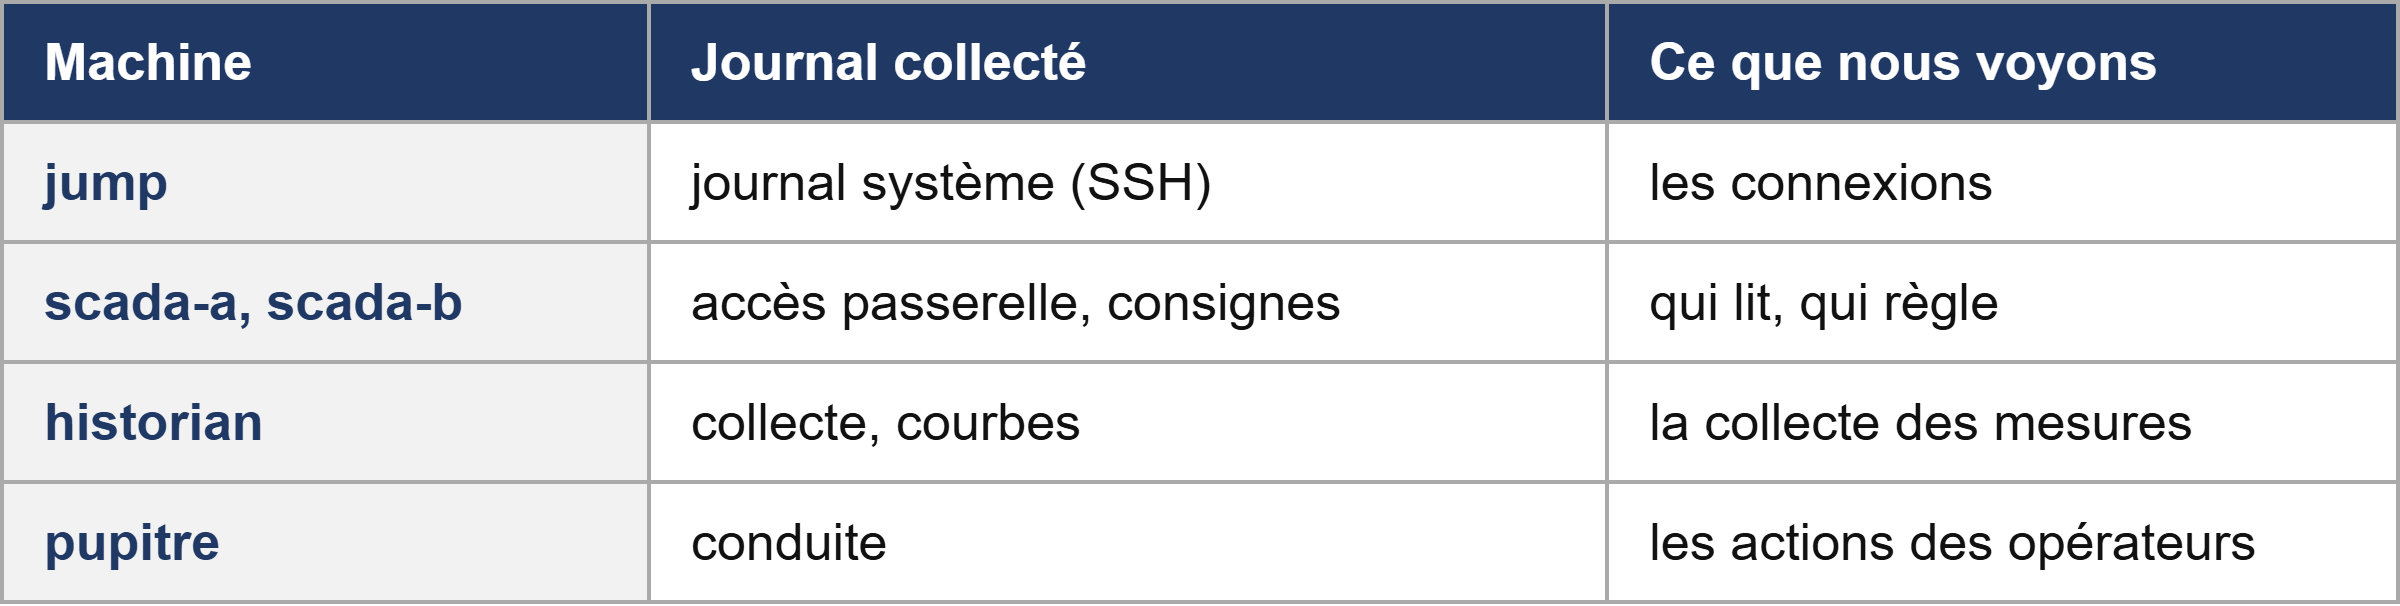 Machine Journal collecté Ce que nous voyons
jump journal système (SSH) les connexions
scada-a, scada-b accès passerelle, consignes qui lit, qui règle
historian collecte, courbes la collecte des mesures
pupitre conduite les actions des opérateurs